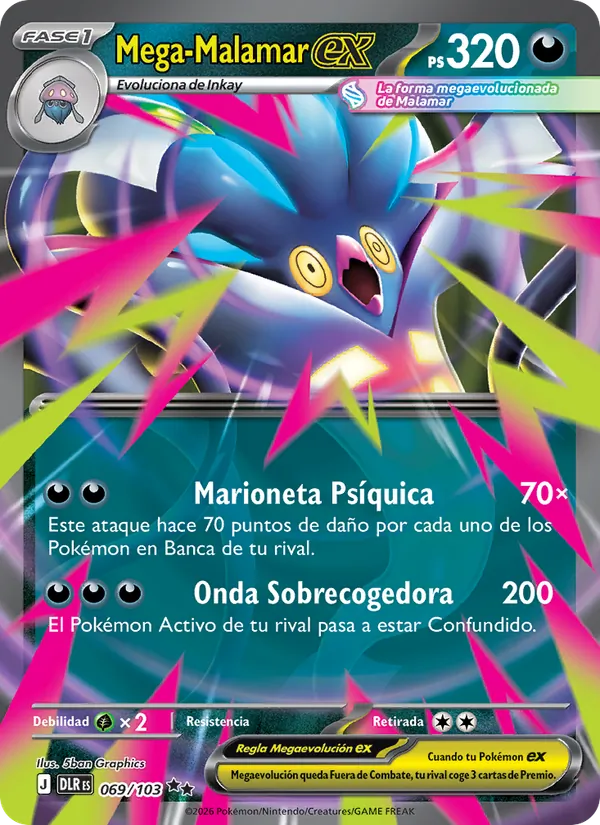 FASE 1
Mega-Malamar ex
PS 320
Evoluciona de Inkay
La forma megaevolucionada
de Malamar
Marioneta Psíquica 70×
Este ataque hace 70 puntos de daño por cada uno de los
Pokémon en Banca de tu rival.
Onda Sobrecogedora 200
El Pokémon Activo de tu rival pasa a estar Confundido.
Debilidad × 2 Resistencia Retirada
Ilus. 5ban Graphics
Regla Megaevolución ex Cuando tu Pokémon ex
Megaevolución queda Fuera de Combate, tu rival coge 3 cartas de Premio.
J DLR ES 069/103
©2026 Pokémon/Nintendo/Creatures/GAME FREAK